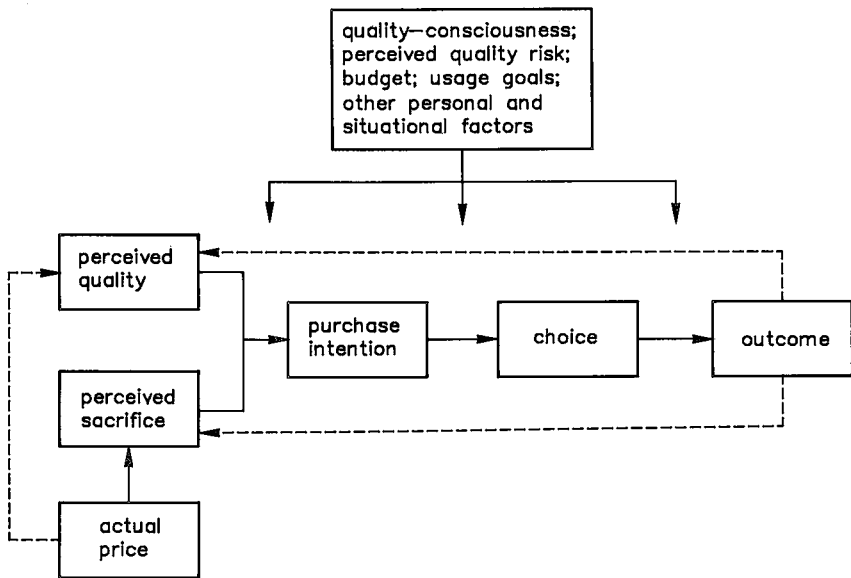 quality-consciousness;
perceived quality risk;
budget; usage goals;
other personal and
situational factors
perceived
quality
purchase
intention
choice
outcome
perceived
sacrifice
actual
price